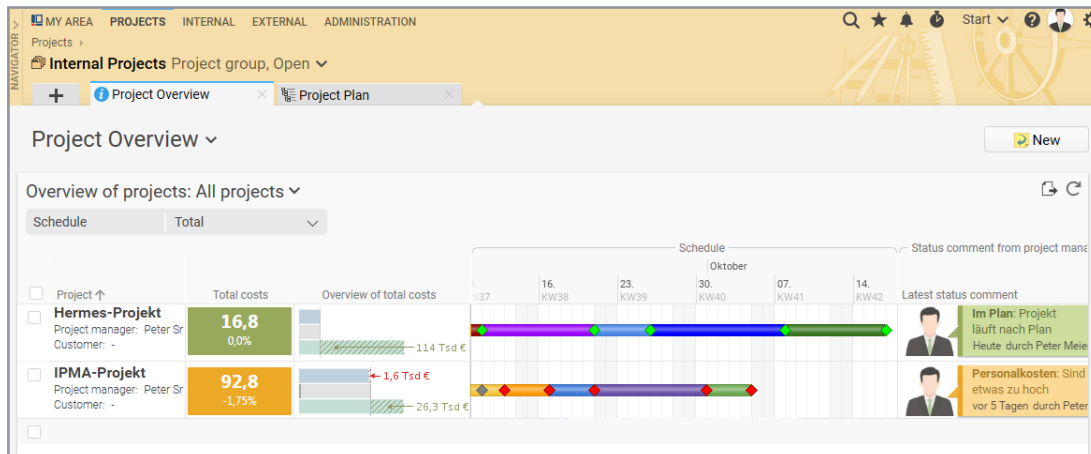 MY AREA PROJECTS INTERNAL EXTERNAL ADMINISTRATION Start
NAVIGATOR
Projects ›
Internal Projects Project group, Open
Project Overview Project Plan
Project Overview
New
Overview of projects: All projects
Schedule Total
Schedule Status comment from project mana
Oktober
16. 23. 30. 07. 14.
KW37 KW38 KW39 KW40 KW41 KW42
Project Total costs Overview of total costs Latest status comment
Hermes-Projekt
Project manager: Peter Sr
Customer: -
16,8
0,0%
114 Tsd €
Im Plan: Projekt
läuft nach Plan
Heute durch Peter Meie
IPMA-Projekt
Project manager: Peter Sr
Customer: -
92,8
-1,75%
1,6 Tsd €
26,3 Tsd €
Personalkosten: Sind
etwas zu hoch
vor 5 Tagen durch Peter